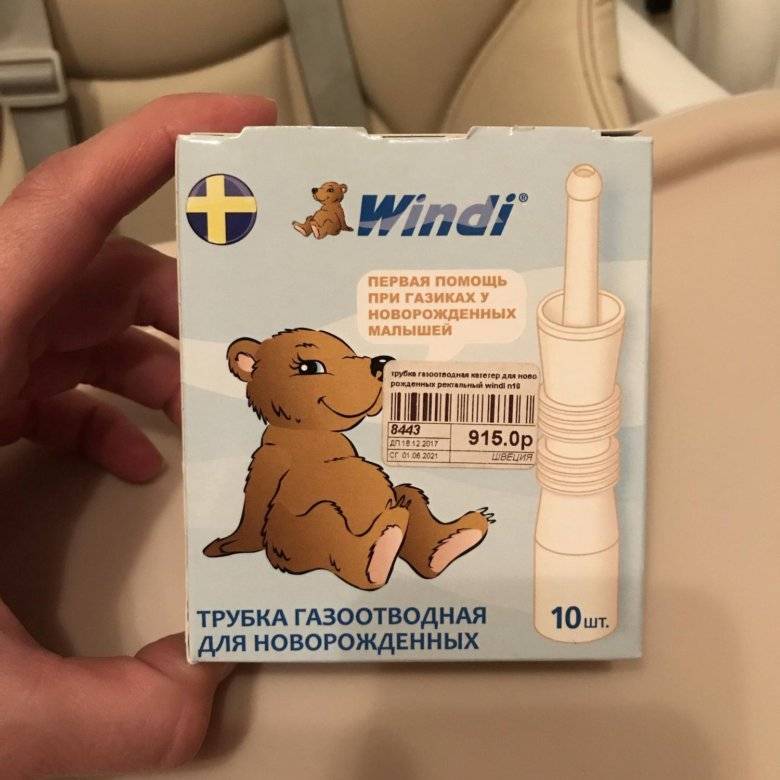 Windi®
ПЕРВАЯ ПОМОЩЬ
ПРИ ГАЗИКАХ У
НОВОРОЖДЕННЫХ
МАЛЫШЕЙ
трубка газоотводная катетер для ново
рожденных ректальный windi n10
8443
915.0р
ДП 18.12.2017
СГ 01.06.2021
ШВЕЦИЯ
ТРУБКА ГАЗООТВОДНАЯ
ДЛЯ НОВОРОЖДЕННЫХ
10 шт.